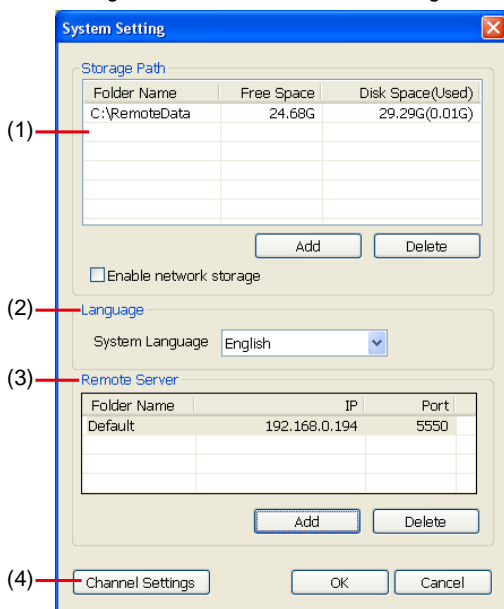 System Setting
Storage Path
Folder Name Free Space Disk Space(Used)
(1) C:\RemoteData 24.68G 29.29G(0.01G)
Add Delete
Enable network storage
(2) Language
System Language English
(3) Remote Server
Folder Name IP Port
Default 192.168.0.194 5550
Add Delete
(4) Channel Settings OK Cancel